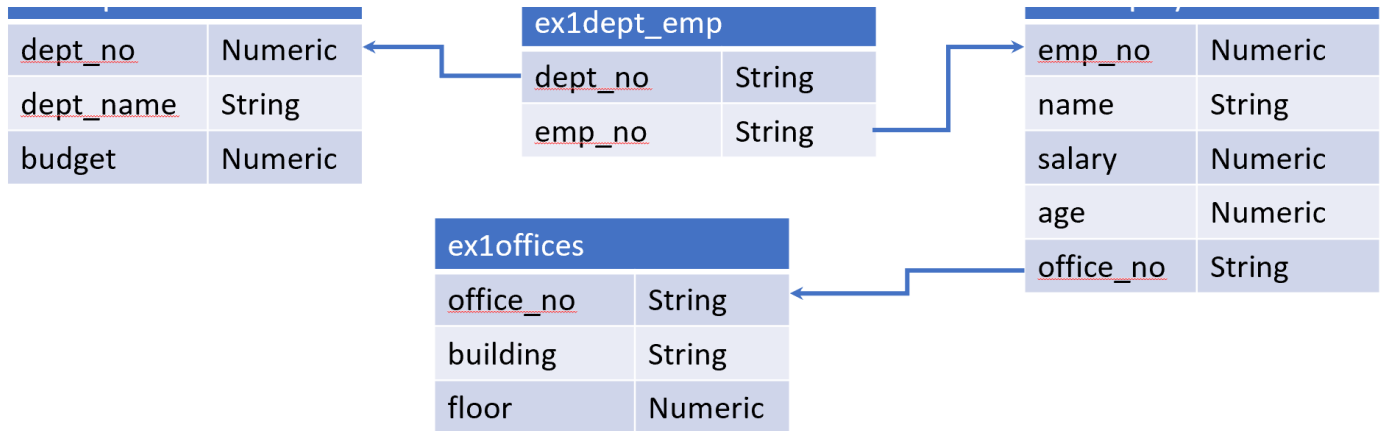 dept_no Numeric
dept_name String
budget Numeric
ex1dept_emp
dept_no String
emp_no String
emp_no Numeric
name String
salary Numeric
age Numeric
office_no String
ex1offices
office_no String
building String
floor Numeric